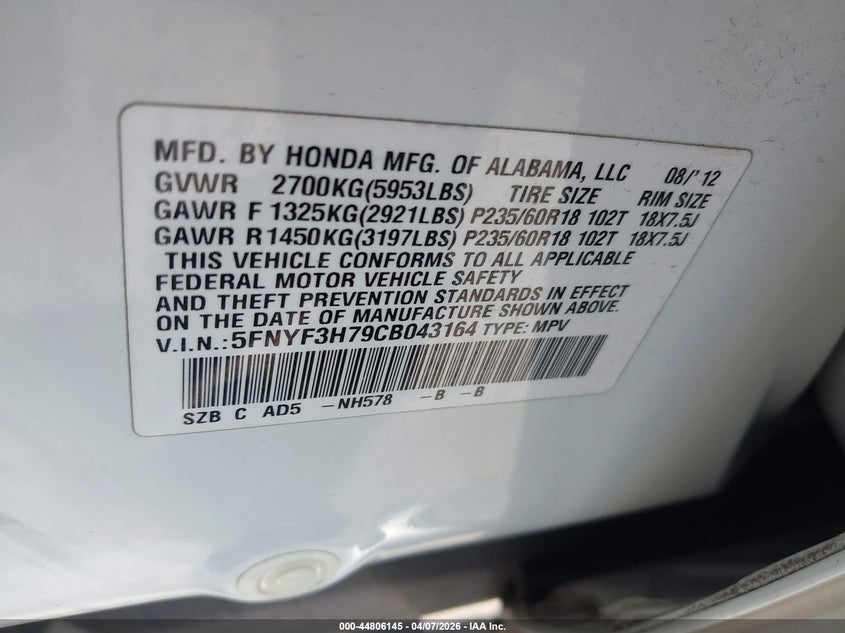 MFD. BY HONDA MFG. OF ALABAMA, LLC 08/'12
GVWR 2700KG(5953LBS) TIRE SIZE RIM SIZE
GAWR F 1325KG(2921LBS) P235/60R18 102T 18X7.5J
GAWR R1450KG(3197LBS) P235/60R18 102T 18X7.5J
THIS VEHICLE CONFORMS TO ALL APPLICABLE
FEDERAL MOTOR VEHICLE SAFETY
AND THEFT PREVENTION STANDARDS IN EFFECT
ON THE DATE OF MANUFACTURE SHOWN ABOVE.
V.I.N.:5FNYF3H79CB043164 TYPE: MPV
SZB C AD5 -NH578 -B -B
000-44806145 - 04/07/2026 - IAA Inc.